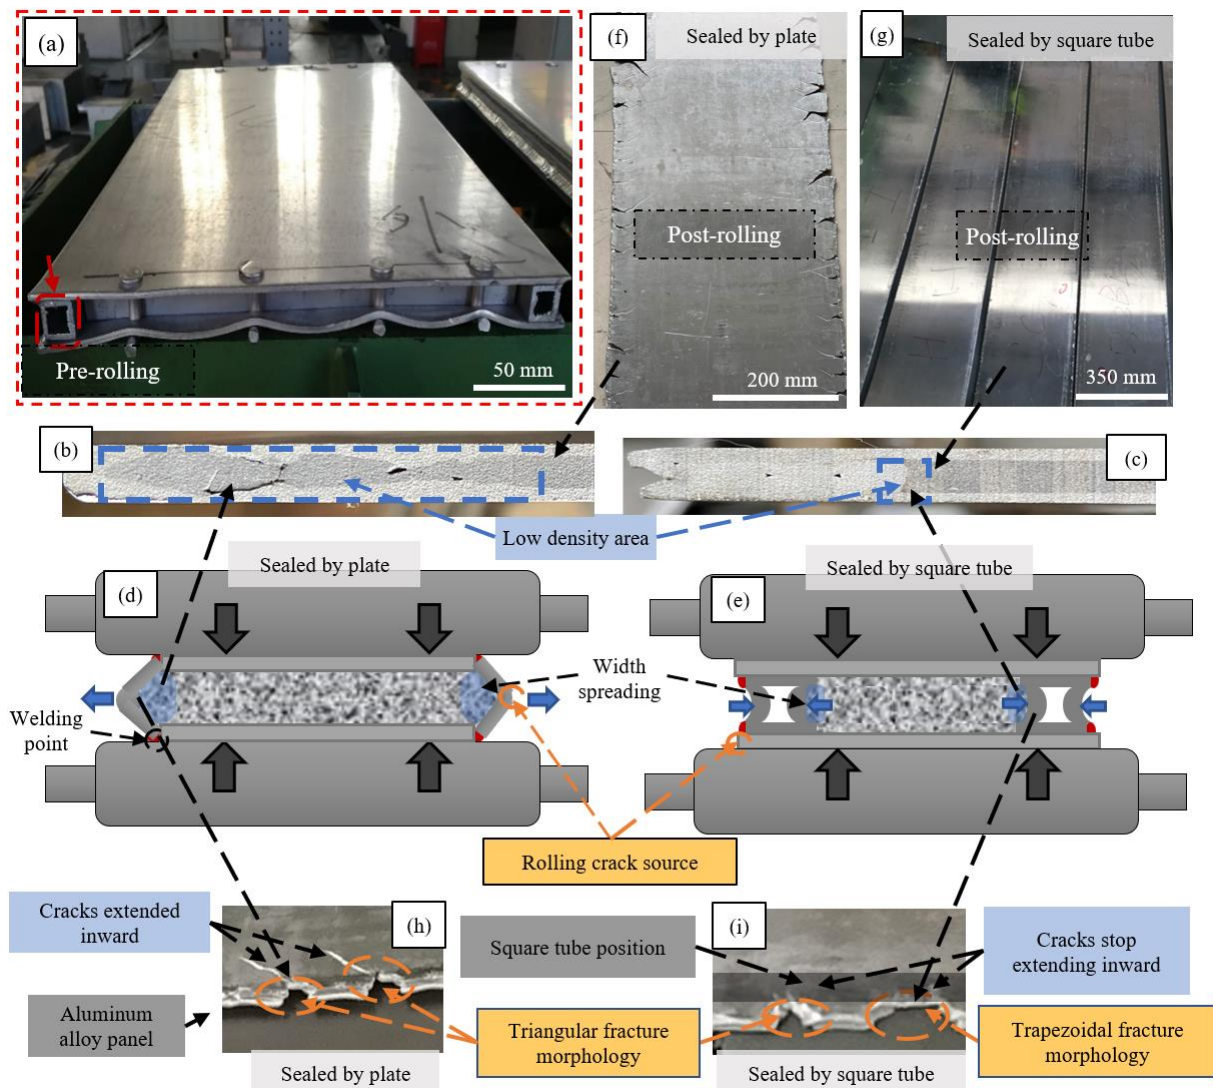 (a)
Pre-rolling
50 mm
(f)
Sealed by plate
Post-rolling
200 mm
(g)
Sealed by square tube
Post-rolling
350 mm
(b)
(c)
Low density area
Sealed by plate
(d)
Welding
point
Width
spreading
Sealed by square tube
(e)
Rolling crack source
Cracks extended
inward
(h)
Aluminum
alloy panel
Sealed by plate
Square tube position
Triangular fracture
morphology
(i)
Cracks stop
extending inward
Trapezoidal fracture
morphology
Sealed by square tube